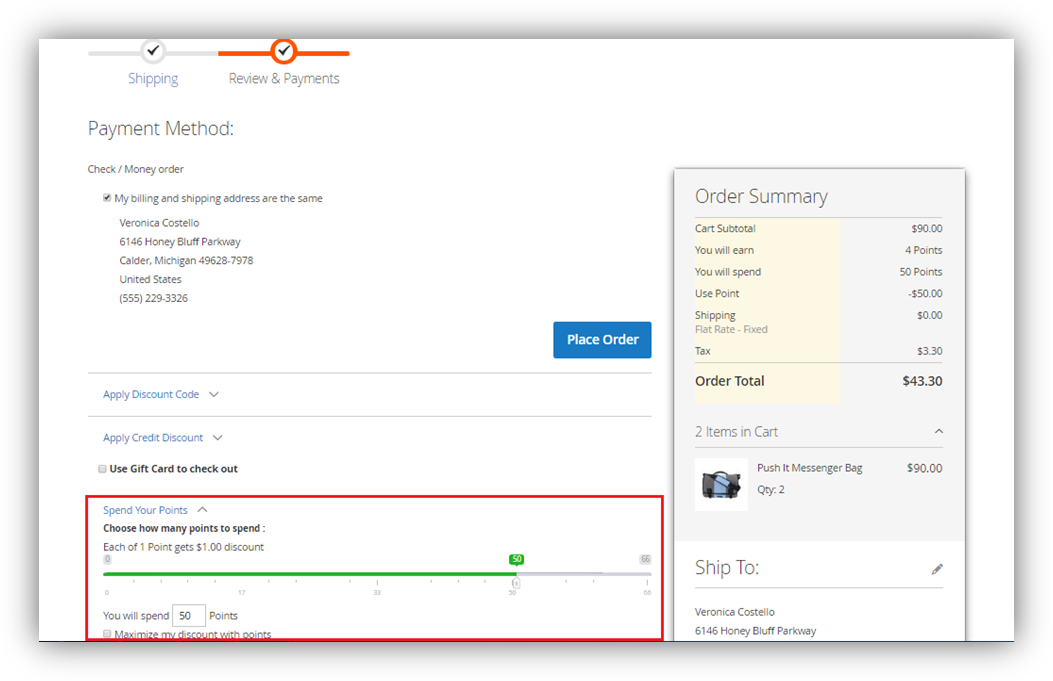 Shipping
Review & Payments
Payment Method:
Check / Money order
My billing and shipping address are the same
Veronica Costello
6146 Honey Bluff Parkway
Calder, Michigan 49628-7978
United States
(555) 229-3326
Place Order
Apply Discount Code
Apply Credit Discount
Use Gift Card to check out
Spend Your Points
Choose how many points to spend :
Each of 1 Point gets $1.00 discount
0 50 66
0 17 33 50 66
You will spend 50 Points
Maximize my discount with points
Order Summary
Cart Subtotal $90.00
You will earn 4 Points
You will spend 50 Points
Use Point -$50.00
Shipping $0.00
Flat Rate - Fixed
Tax $3.30
Order Total $43.30
2 Items in Cart
Push It Messenger Bag $90.00
Qty: 2
Ship To:
Veronica Costello
6146 Honey Bluff Parkway